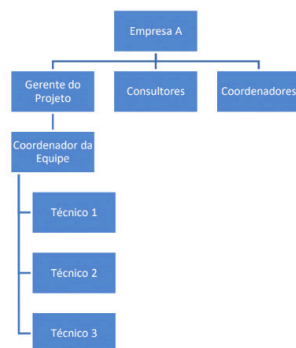 Empresa A
Gerente do
Projeto
Consultores
Coordenadores
Coordenador da
Equipe
Técnico 1
Técnico 2
Técnico 3